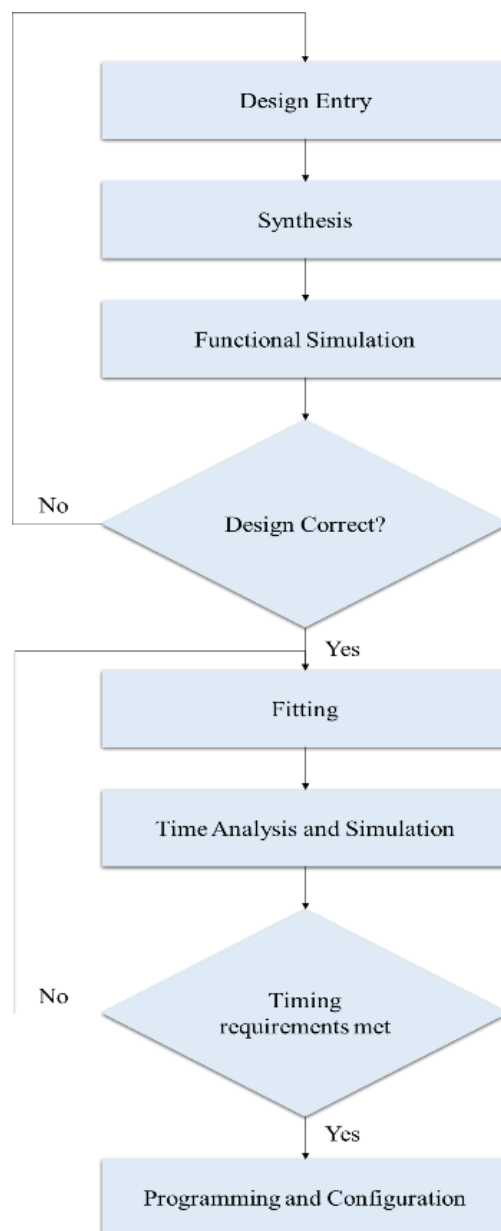 Design Entry
Synthesis
Functional Simulation
No
Design Correct?
Yes
Fitting
Time Analysis and Simulation
No
Timing
requirements met
Yes
Programming and Configuration